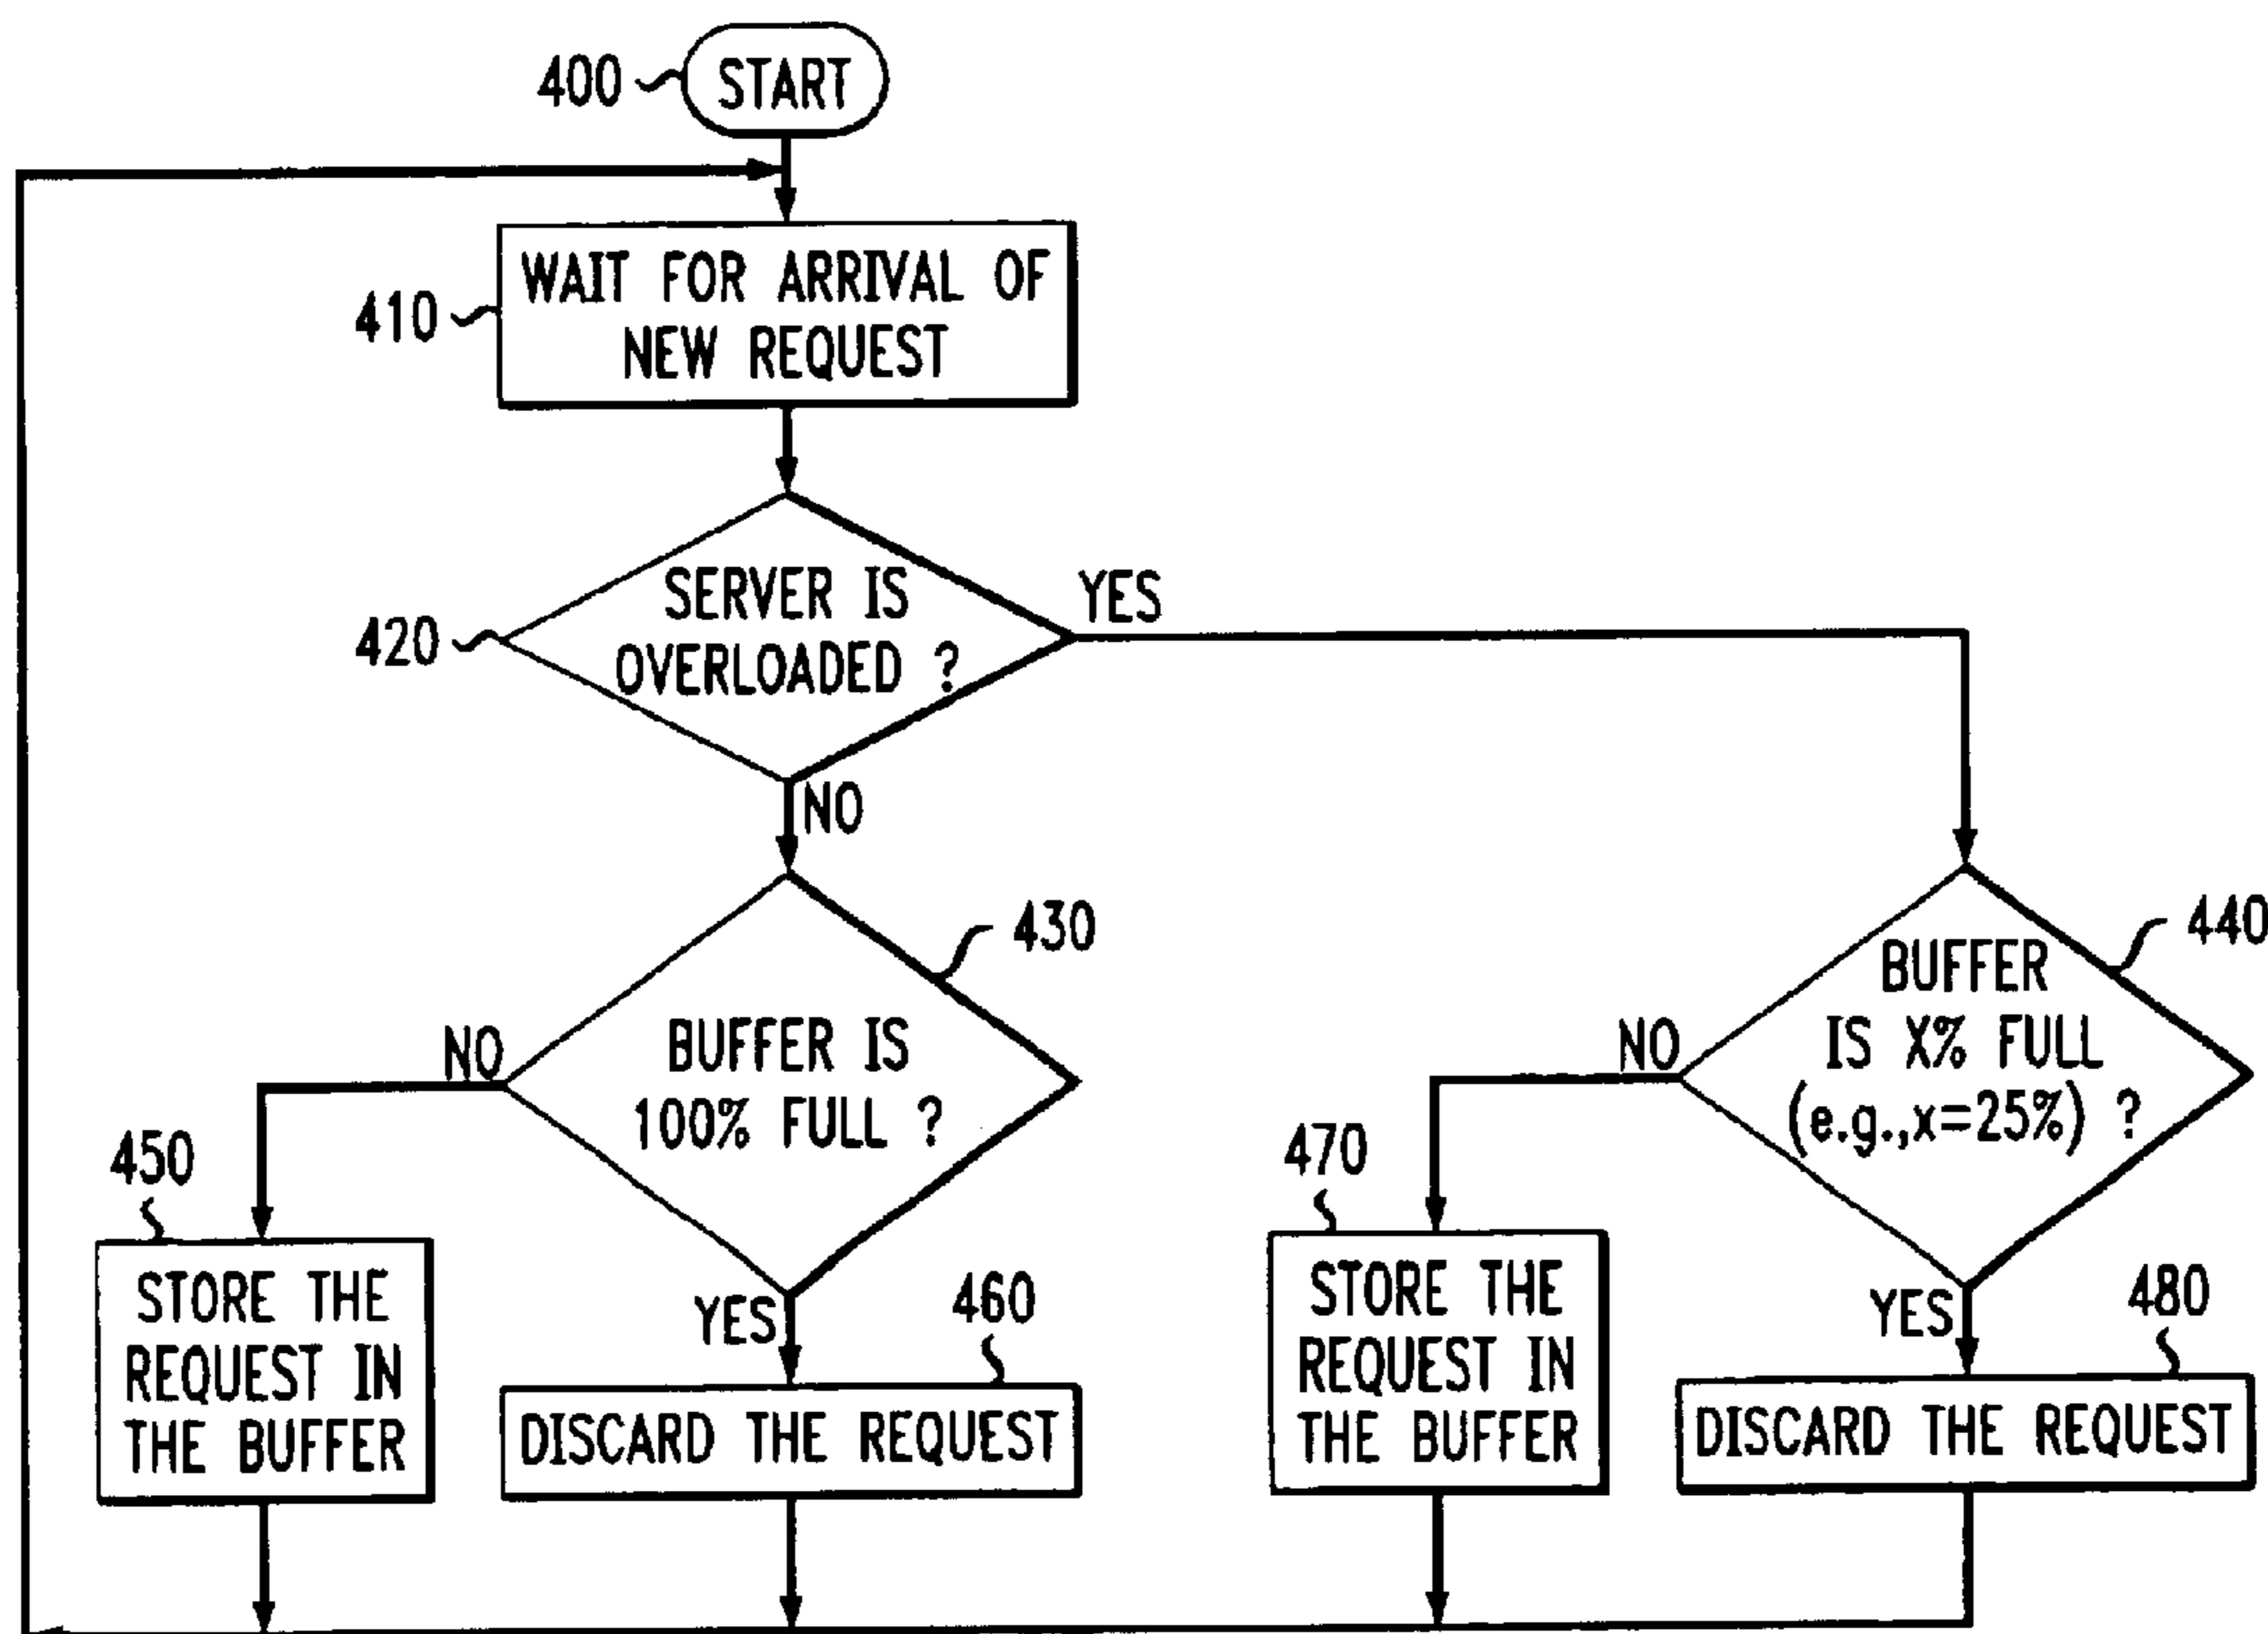 400
START
410
WAIT FOR ARRIVAL OF
NEW REQUEST
420
SERVER IS
OVERLOADED ?
YES
NO
430
BUFFER IS
100% FULL ?
NO
YES
440
BUFFER
IS X% FULL
(e.g.,x=25%) ?
NO
YES
450
STORE THE
REQUEST IN
THE BUFFER
460
DISCARD THE REQUEST
470
STORE THE
REQUEST IN
THE BUFFER
480
DISCARD THE REQUEST